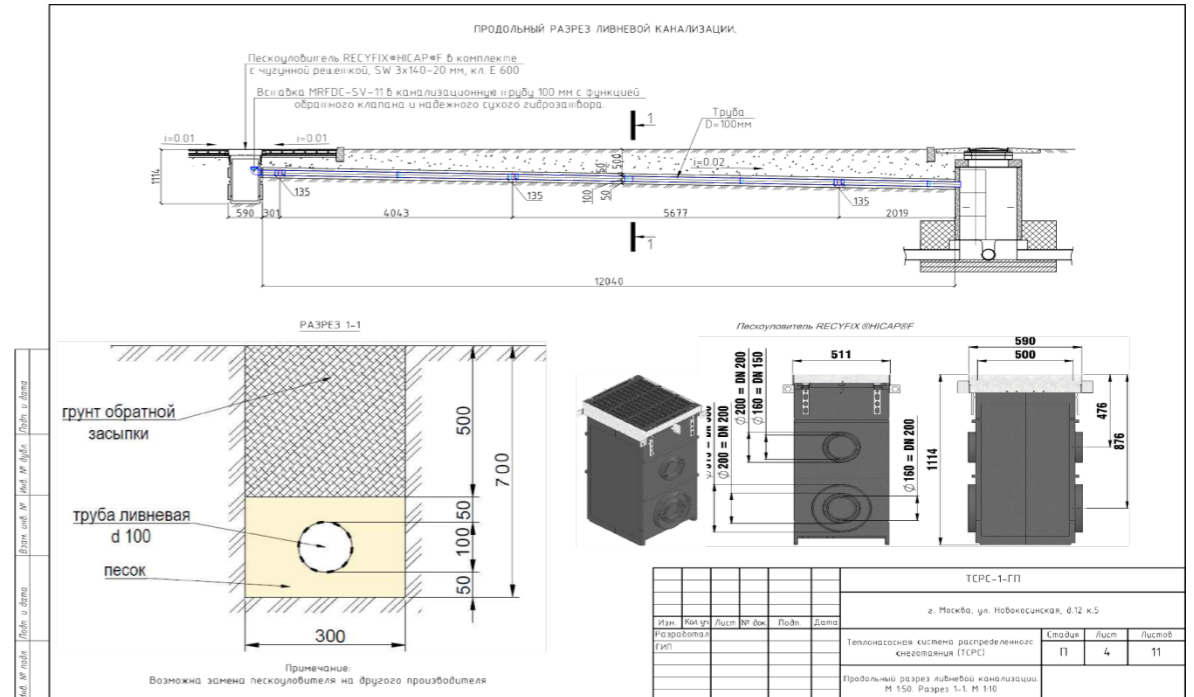 ПРОДОЛЬНЫЙ РАЗРЕЗ ЛИВНЕВОЙ КАНАЛИЗАЦИИ.
Пескоуловитель RECYFIX®HICAP®F в комплекте
с чугунной решеткой, SW 3x140-20 мм, кл. E 600
Вставка MRFDC-SV-11 в канализационную трубу 100 мм с функцией
обратного клапана и надежного сухого гидрозатвора.
Труба
D=100мм
1
i=0.01
i=0.01
i=0.02
500
50
100
50
1114
135
135
135
590
301
4043
5677
2019
1
12040
РАЗРЕЗ 1-1
грунт обратной
засыпки
труба ливневая
d 100
песок
500
50
100
50
700
300
Примечание:
Возможна замена пескоуловителя на другого производителя
Пескоуловитель RECYFIX ®HICAP®F
511
590
500
∅ 200 = DN 200
∅ 160 = DN 150
∅ 200 = DN 200
∅ 160 = DN 200
1114
476
876
ТСРС-1-ГП
г. Москва, ул. Новокосинская, д.12 к.5
Изм. Кол.уч Лист № док. Подп. Дата
Разработал
ГИП
Теплонасосная система распределенного
снеготаяния (ТСРС)
Стадия Лист Листов
П 4 11
Продольный разрез ливневой канализации.
М 1:50. Разрез 1-1. М 1:10
Подп. и дата
Инв. № дубл.
Взам. инв. №
Подп. и дата
Инв. № подл.